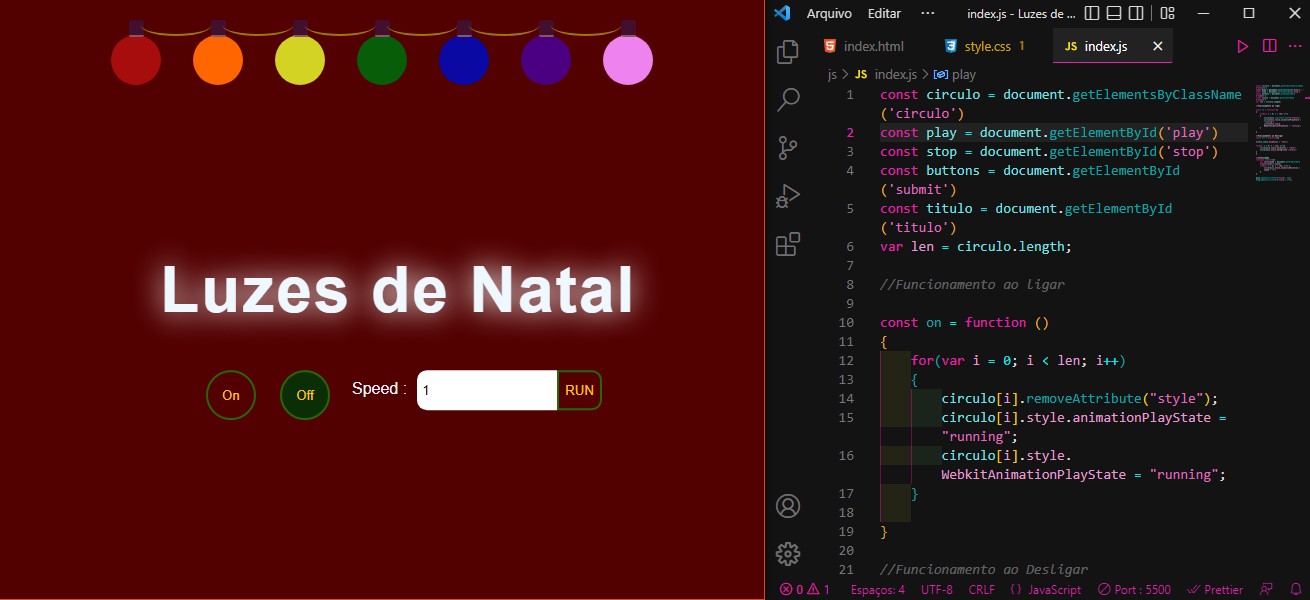 Luzes de Natal
On
Off
Speed :
1
RUN
Arquivo
Editar
···
index.js - Luzes de ...
index.html
style.css 1
JS index.js
js > JS index.js > play
1 const circulo = document.getElementsByClassName
('circulo')
2 const play = document.getElementById('play')
3 const stop = document.getElementById('stop')
4 const buttons = document.getElementById
('submit')
5 const titulo = document.getElementById
('titulo')
6 var len = circulo.length;
7
8 //Funcionamento ao ligar
9
10 const on = function ()
11 {
12 for(var i = 0; i < len; i++)
13 {
14 circulo[i].removeAttribute("style");
15 circulo[i].style.animationPlayState =
"running";
16 circulo[i].style.
WebkitAnimationPlayState = "running";
17 }
18
19 }
20
21 //Funcionamento ao Desligar
0 1 Espaços: 4 UTF-8 CRLF {} JavaScript Port : 5500 Prettier